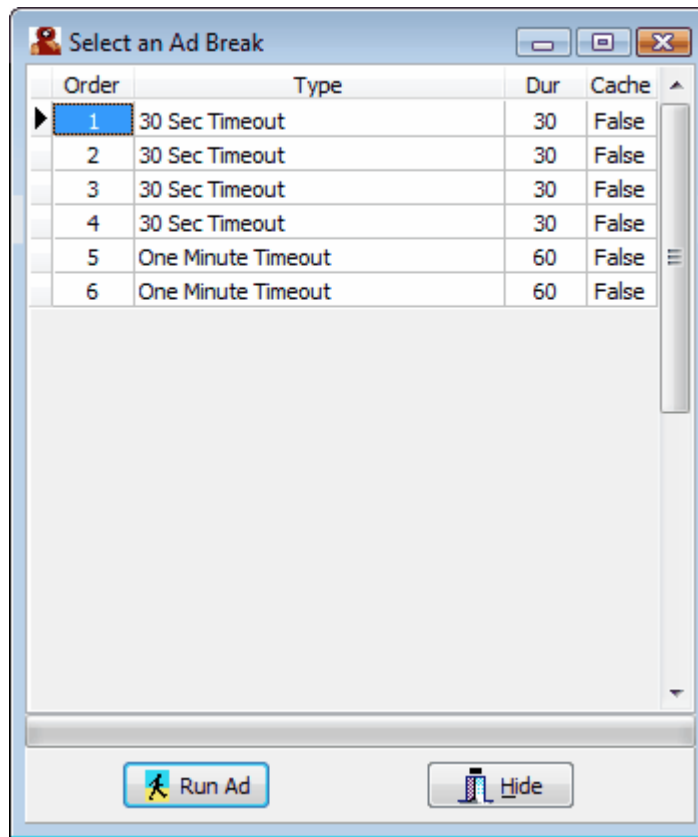 Select an Ad Break
Order Type Dur Cache
1 30 Sec Timeout 30 False
2 30 Sec Timeout 30 False
3 30 Sec Timeout 30 False
4 30 Sec Timeout 30 False
5 One Minute Timeout 60 False
6 One Minute Timeout 60 False
Run Ad Hide